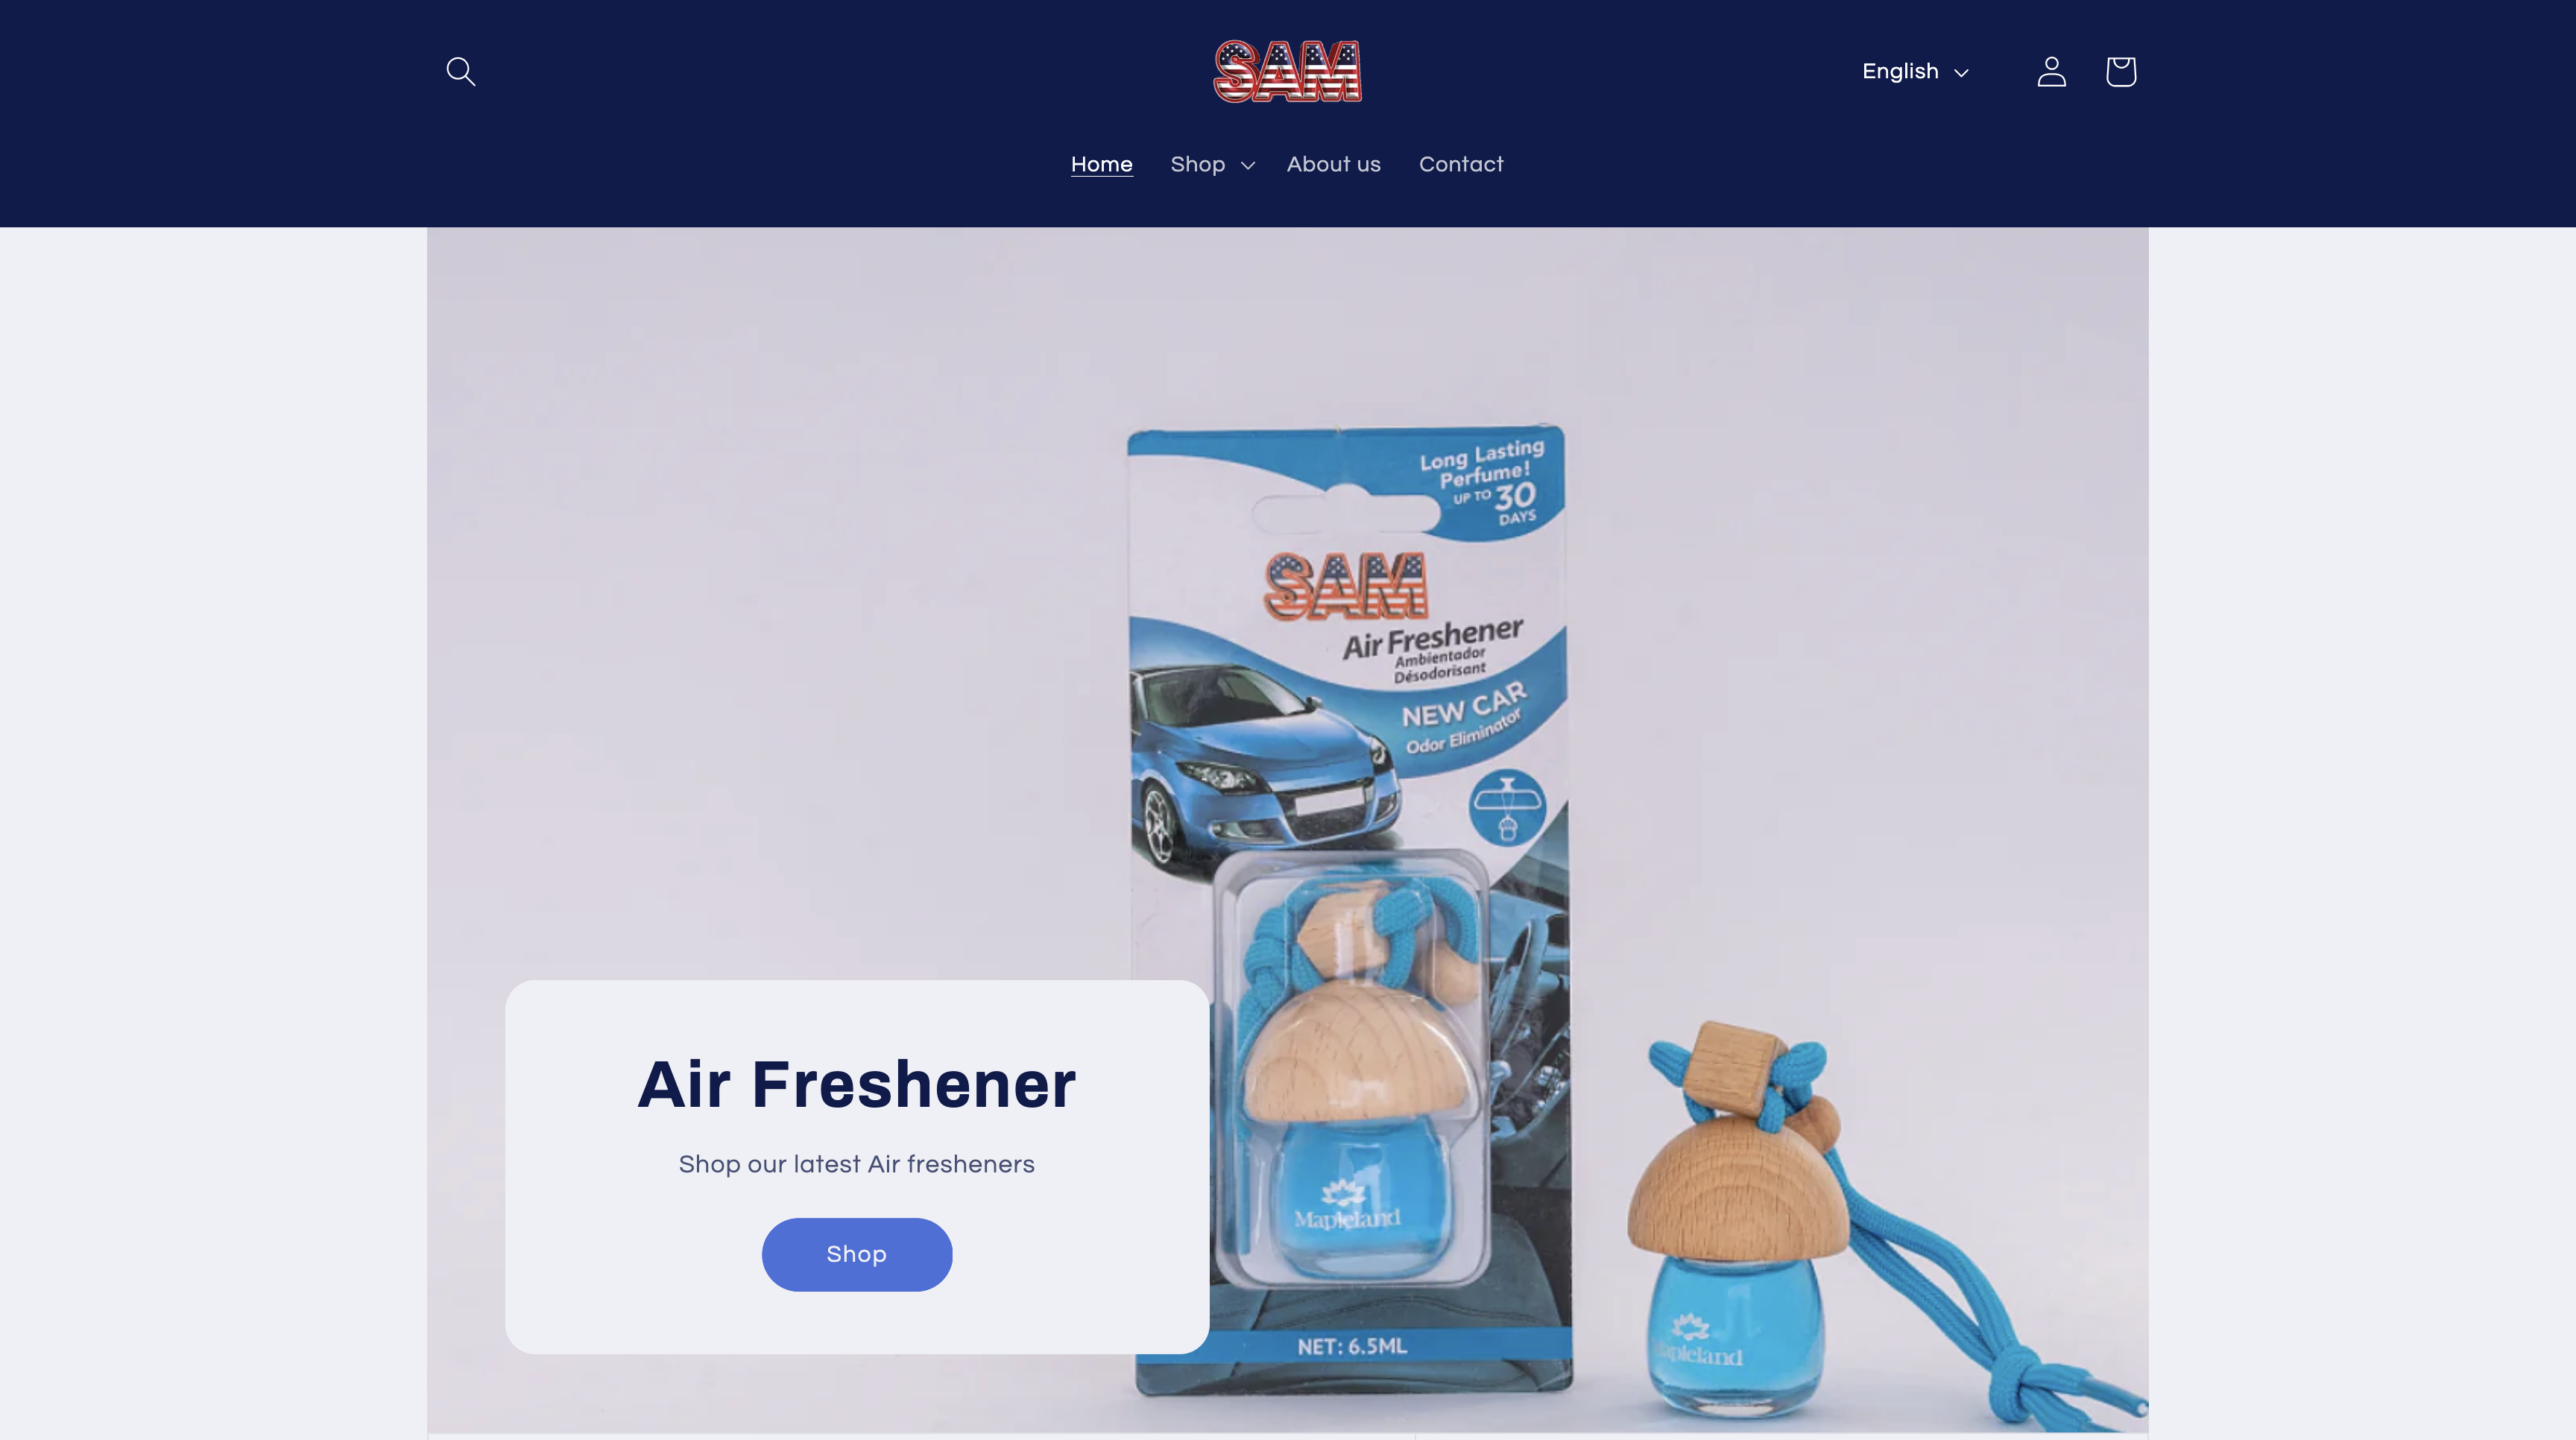 SAM
English
Home
Shop
About us
Contact
Long Lasting
Perfume!
UP TO 30
DAYS
SAM
Air Freshener
Ambientador
Désodorisant
NEW CAR
Odor Eliminator
Mapleland
NET: 6.5ML
Mapleland
Air Freshener
Shop our latest Air fresheners
Shop